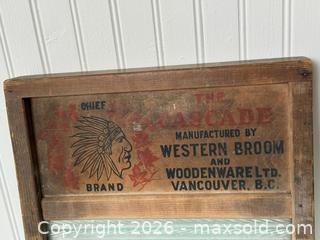 CHIEF
BRAND
THE
CASCADE
MANUFACTURED BY
WESTERN BROOM
AND
WOODENWARE LTD.
VANCOUVER, B.C.
Copyright 2026 - maxsold.com